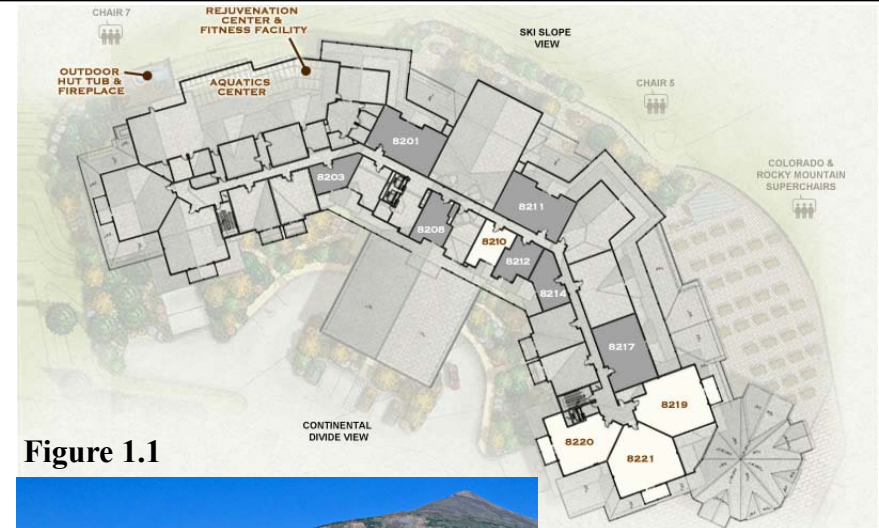 CHAIR 7
REJUVENATION
CENTER &
FITNESS FACILITY
SKI SLOPE
VIEW
OUTDOOR
HUT TUB &
FIREPLACE
AQUATICS
CENTER
CHAIR 5
COLORADO &
ROCKY MOUNTAIN
SUPERCHAIRS
8201
8203
8211
8208
8210
8212
8214
8217
8219
8220
8221
CONTINENTAL
DIVIDE VIEW
Figure 1.1